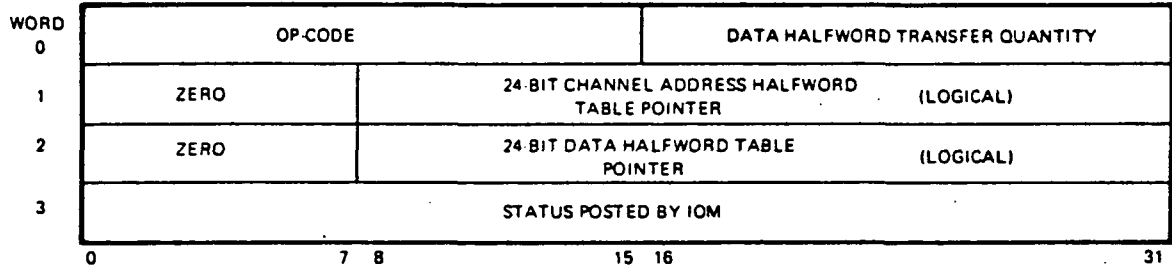 WORD
0 OP-CODE DATA HALFWORD TRANSFER QUANTITY
1 ZERO 24-BIT CHANNEL ADDRESS HALFWORD TABLE POINTER (LOGICAL)
2 ZERO 24-BIT DATA HALFWORD TABLE POINTER (LOGICAL)
3 STATUS POSTED BY IOM
0 7 8 15 16 31